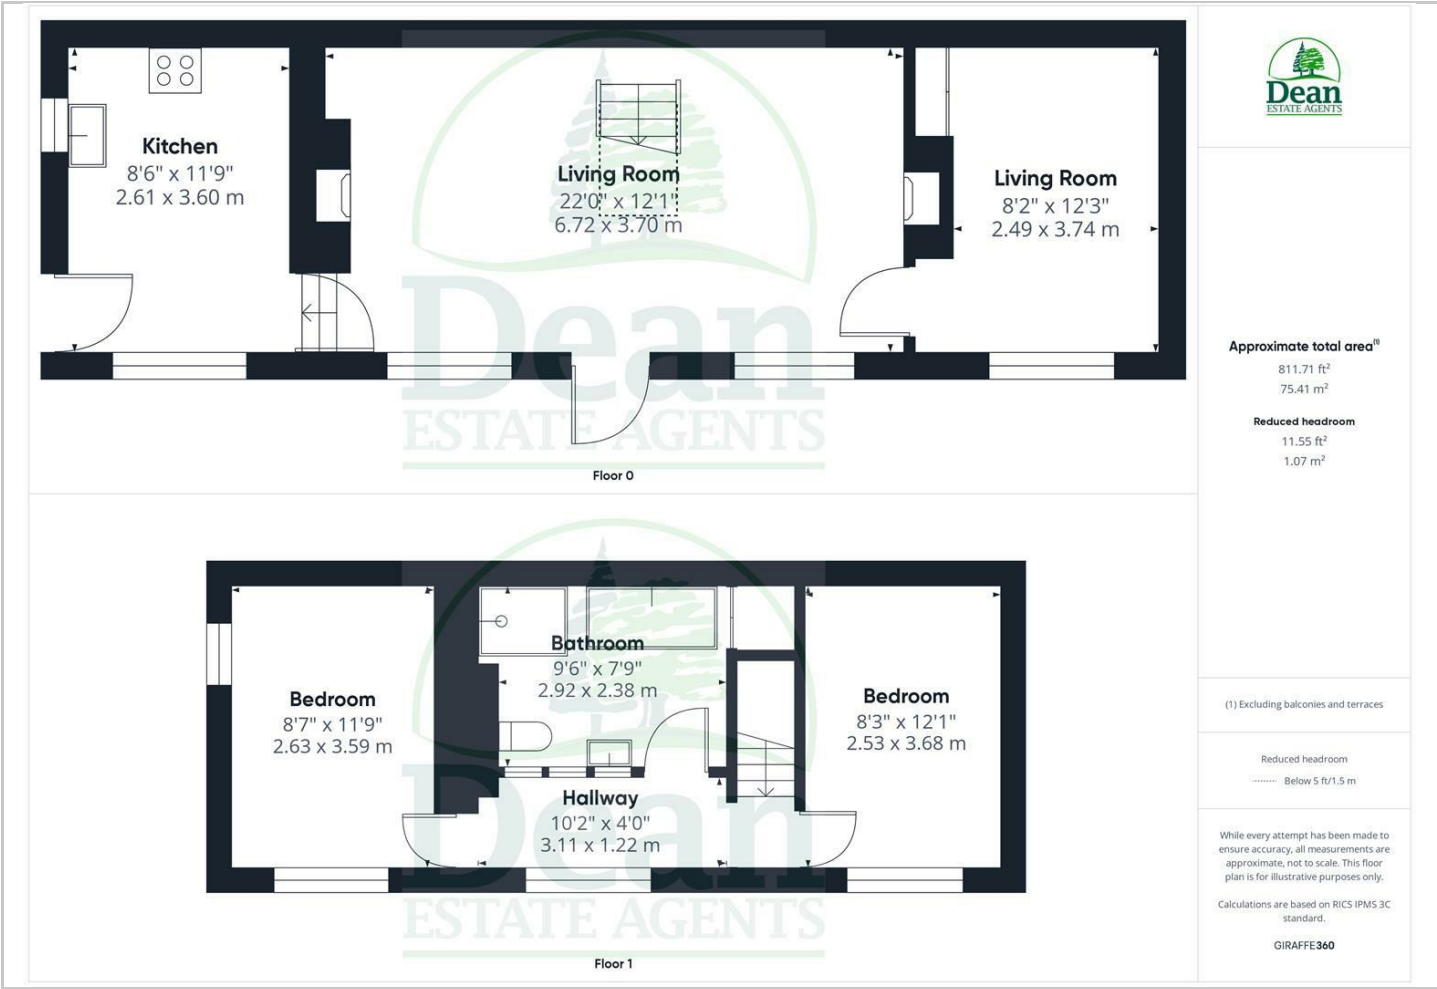 Kitchen
8'6" x 11'9"
2.61 x 3.60 m
Living Room
22'0" x 12'1"
6.72 x 3.70 m
Living Room
8'2" x 12'3"
2.49 x 3.74 m
Dean
ESTATE AGENTS
Floor 0
Bedroom
8'7" x 11'9"
2.63 x 3.59 m
Bathroom
9'6" x 7'9"
2.92 x 2.38 m
Bedroom
8'3" x 12'1"
2.53 x 3.68 m
Hallway
10'2" x 4'0"
3.11 x 1.22 m
Dean
ESTATE AGENTS
Floor 1
Dean
ESTATE AGENTS
Approximate total area⁽¹⁾
811.71 ft²
75.41 m²
Reduced headroom
11.55 ft²
1.07 m²
(1) Excluding balconies and terraces
Reduced headroom
Below 5 ft/1.5 m
While every attempt has been made to
ensure accuracy, all measurements are
approximate, not to scale. This floor
plan is for illustrative purposes only.
Calculations are based on RICS IPMS 3C
standard.
GIRAFFE360